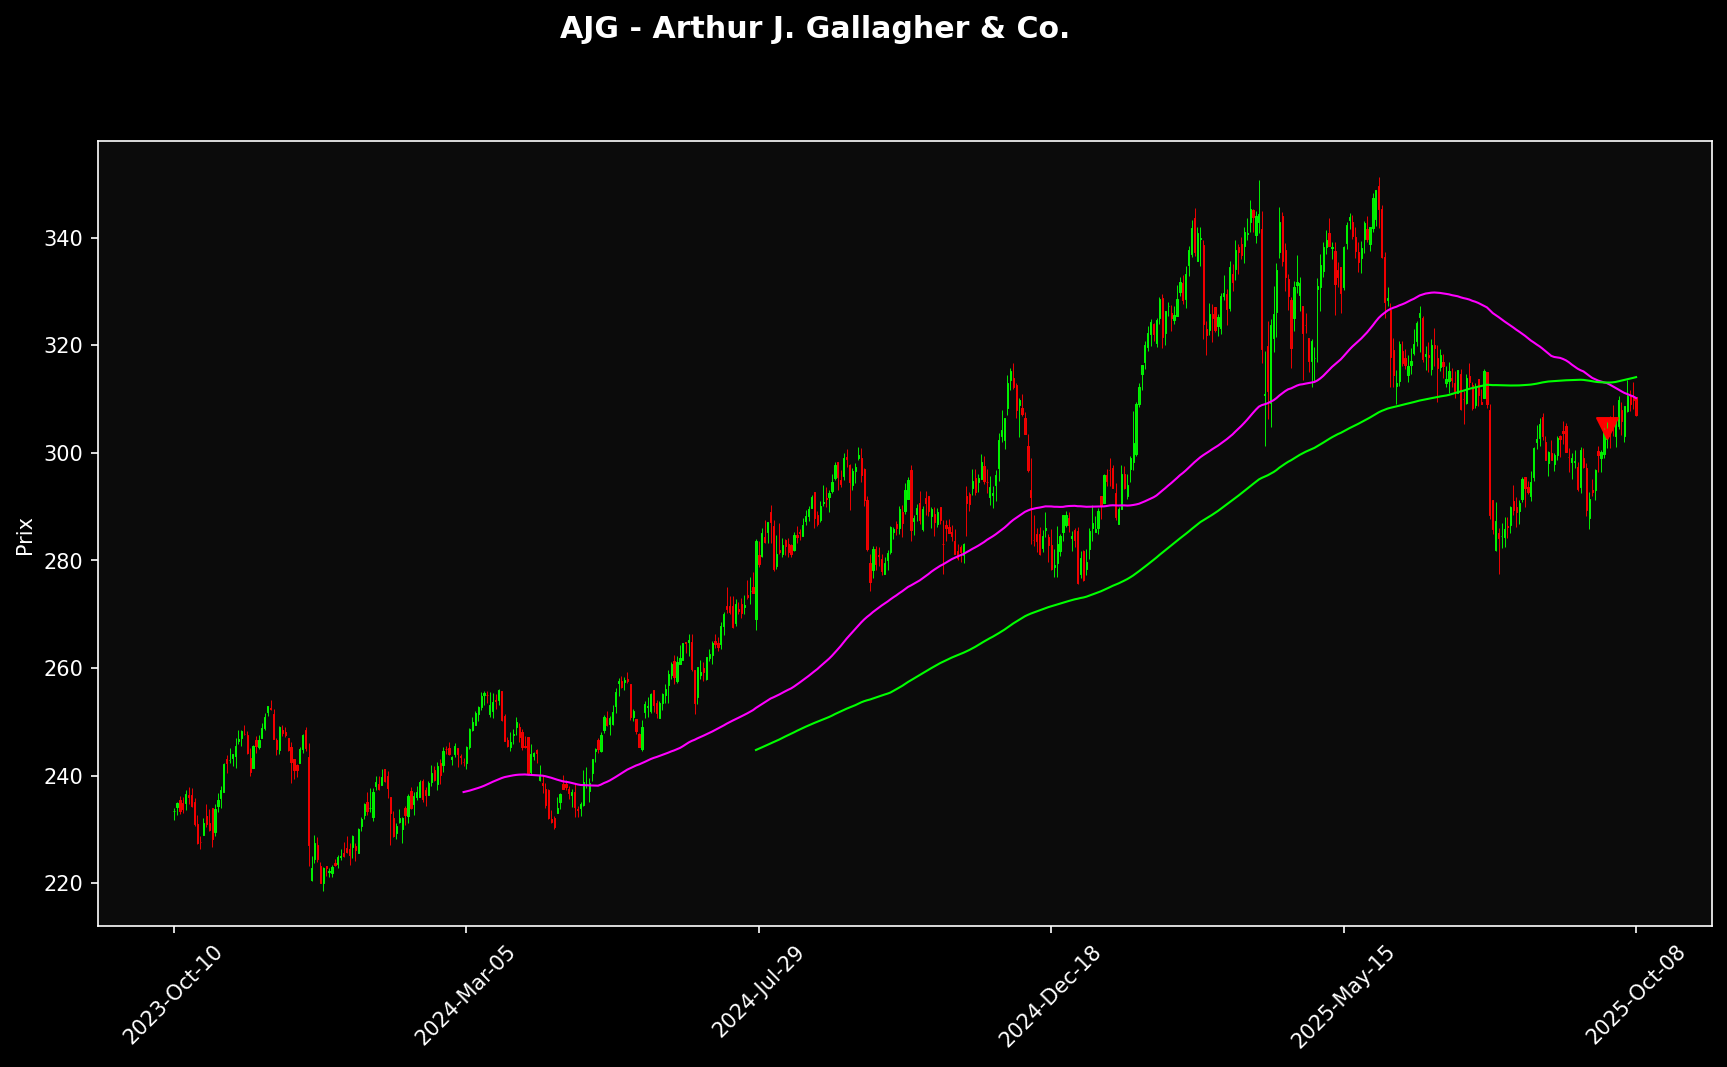 AJG - Arthur J. Gallagher & Co.
Prix
340
320
300
280
260
240
220
2023-Oct-10
2024-Mar-05
2024-Jul-29
2024-Dec-18
2025-May-15
2025-Oct-08